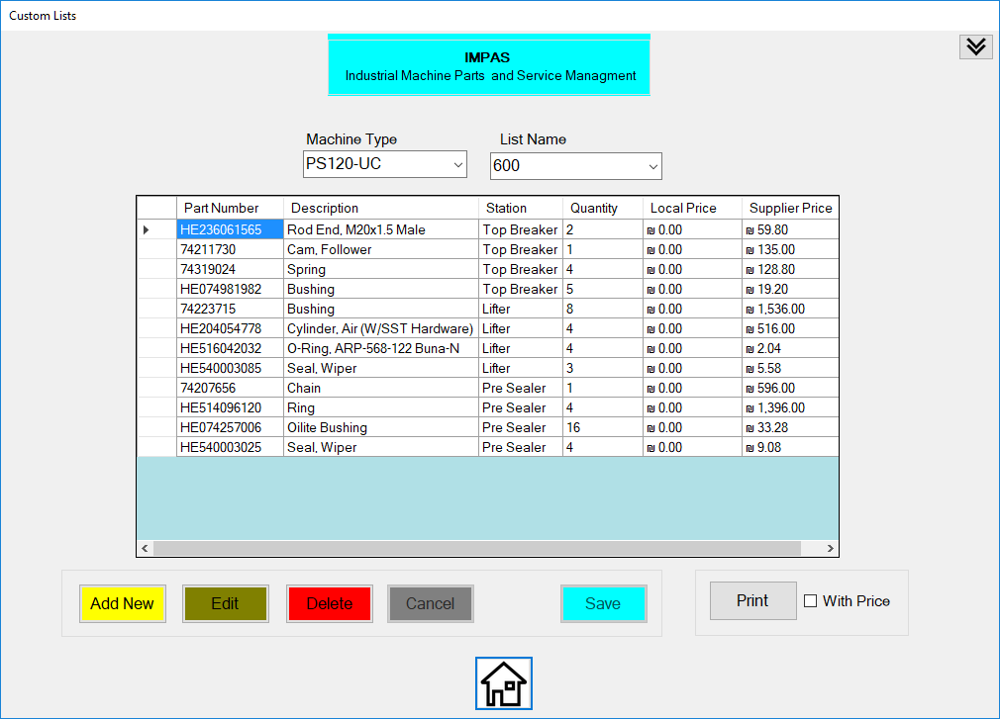 Custom Lists
IMPAS
Industrial Machine Parts and Service Managment
Machine Type List Name
PS120-UC 600
Part Number Description Station Quantity Local Price Supplier Price
HE236061565 Rod End, M20x1.5 Male Top Breaker 2 ₪ 0.00 ₪ 59.80
74211730 Cam, Follower Top Breaker 1 ₪ 0.00 ₪ 135.00
74319024 Spring Top Breaker 4 ₪ 0.00 ₪ 128.80
HE074981982 Bushing Top Breaker 5 ₪ 0.00 ₪ 19.20
74223715 Bushing Lifter 8 ₪ 0.00 ₪ 1,536.00
HE204054778 Cylinder, Air (W/SST Hardware) Lifter 4 ₪ 0.00 ₪ 516.00
HE516042032 O-Ring, ARP-568-122 Buna-N Lifter 4 ₪ 0.00 ₪ 2.04
HE540003085 Seal, Wiper Lifter 3 ₪ 0.00 ₪ 5.58
74207656 Chain Pre Sealer 1 ₪ 0.00 ₪ 596.00
HE514096120 Ring Pre Sealer 4 ₪ 0.00 ₪ 1,396.00
HE074257006 Oilite Bushing Pre Sealer 16 ₪ 0.00 ₪ 33.28
HE540003025 Seal, Wiper Pre Sealer 4 ₪ 0.00 ₪ 9.08
Add New Edit Delete Cancel Save Print With Price